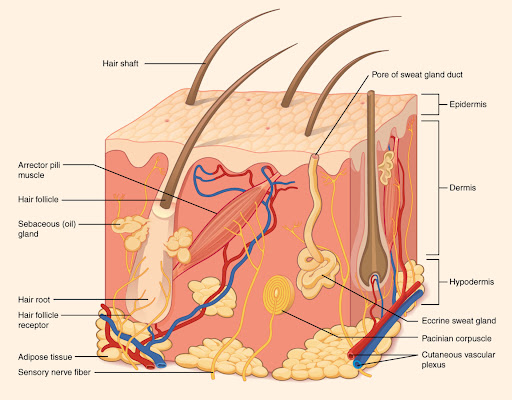 Hair shaft
Pore of sweat gland duct
Epidermis
Arrector pili
muscle
Dermis
Hair follicle
Sebaceous (oil)
gland
Hypodermis
Hair root
Hair follicle
receptor
Eccrine sweat gland
Pacinian corpuscle
Adipose tissue
Cutaneous vascular
plexus
Sensory nerve fiber